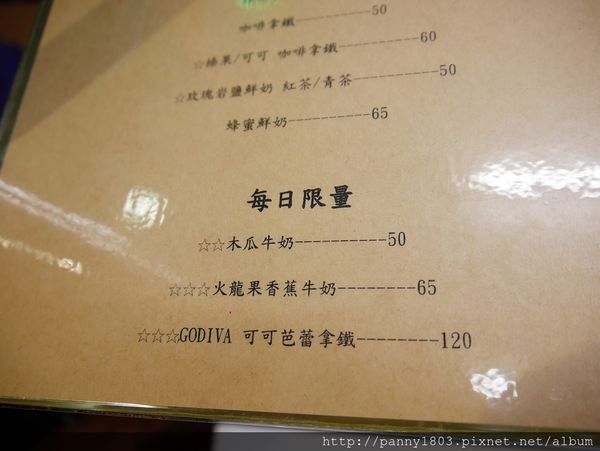 咖啡拿鐵----------50
☆榛果/可可 咖啡拿鐵----------60
☆玫瑰岩鹽鮮奶 紅茶/青茶----------50
蜂蜜鮮奶----------65
每日限量
☆☆木瓜牛奶----------50
☆☆☆火龍果香蕉牛奶--------65
☆☆☆GODIVA 可可芭蕾拿鐵--------120
http://panny1803.pixnet.net/album